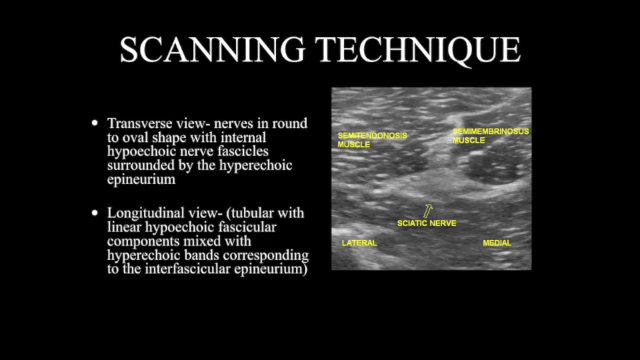 SCANNING TECHNIQUE
• Transverse view- nerves in round
to oval shape with internal
hypoechoic nerve fascicles
surrounded by the hyperechoic
epineurium
• Longitudinal view- (tubular with
linear hypoechoic fascicular
components mixed with
hyperechoic bands corresponding
to the interfascicular epineurium)
SEMITENDONOSIS
MUSCLE
SEMIMEMBRINOSUS
MUSCLE
SCIATIC NERVE
LATERAL
MEDIAL